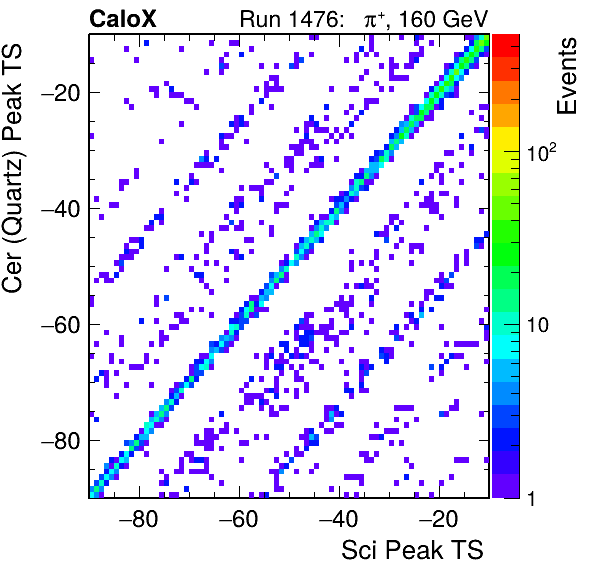 CaloX Run 1476: π⁺, 160 GeV
Cer (Quartz) Peak TS
−20
−40
−60
−80
−80 −60 −40 −20
Sci Peak TS
Events
10²
10
1